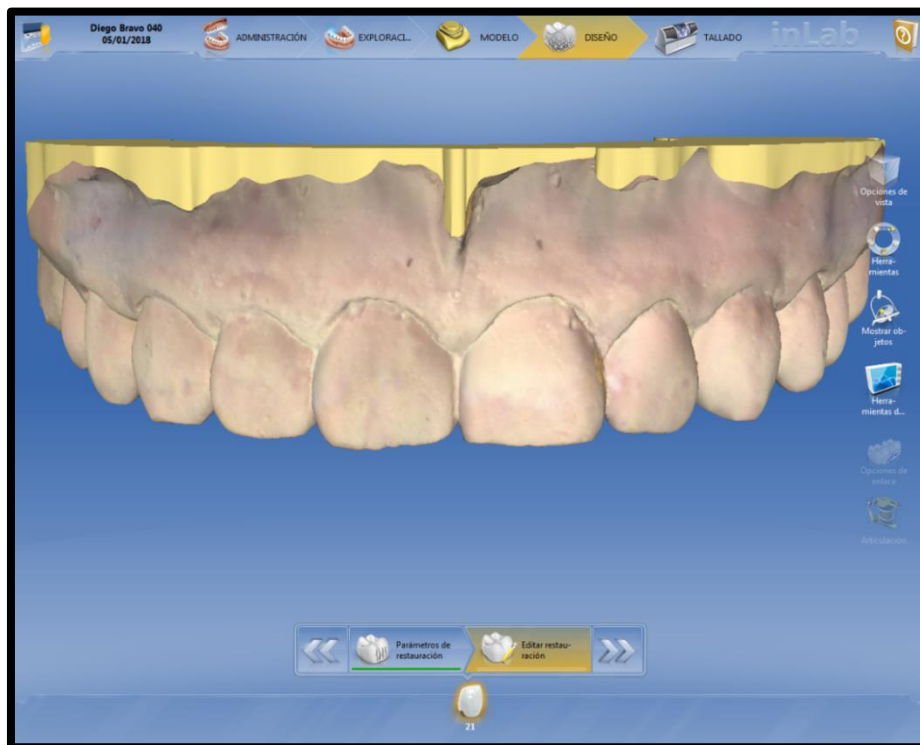 Diego Bravo 040
05/01/2018
ADMINISTRACIÓN
EXPLORACI...
MODELO
DISEÑO
TALLADO
inLab
Opciones de
vista
Herra-
mientas
Mostrar ob-
jetos
Herra-
mientas d...
Opciones de
enlace
Articulación
Parámetros de
restauración
Editar restau-
ración
21